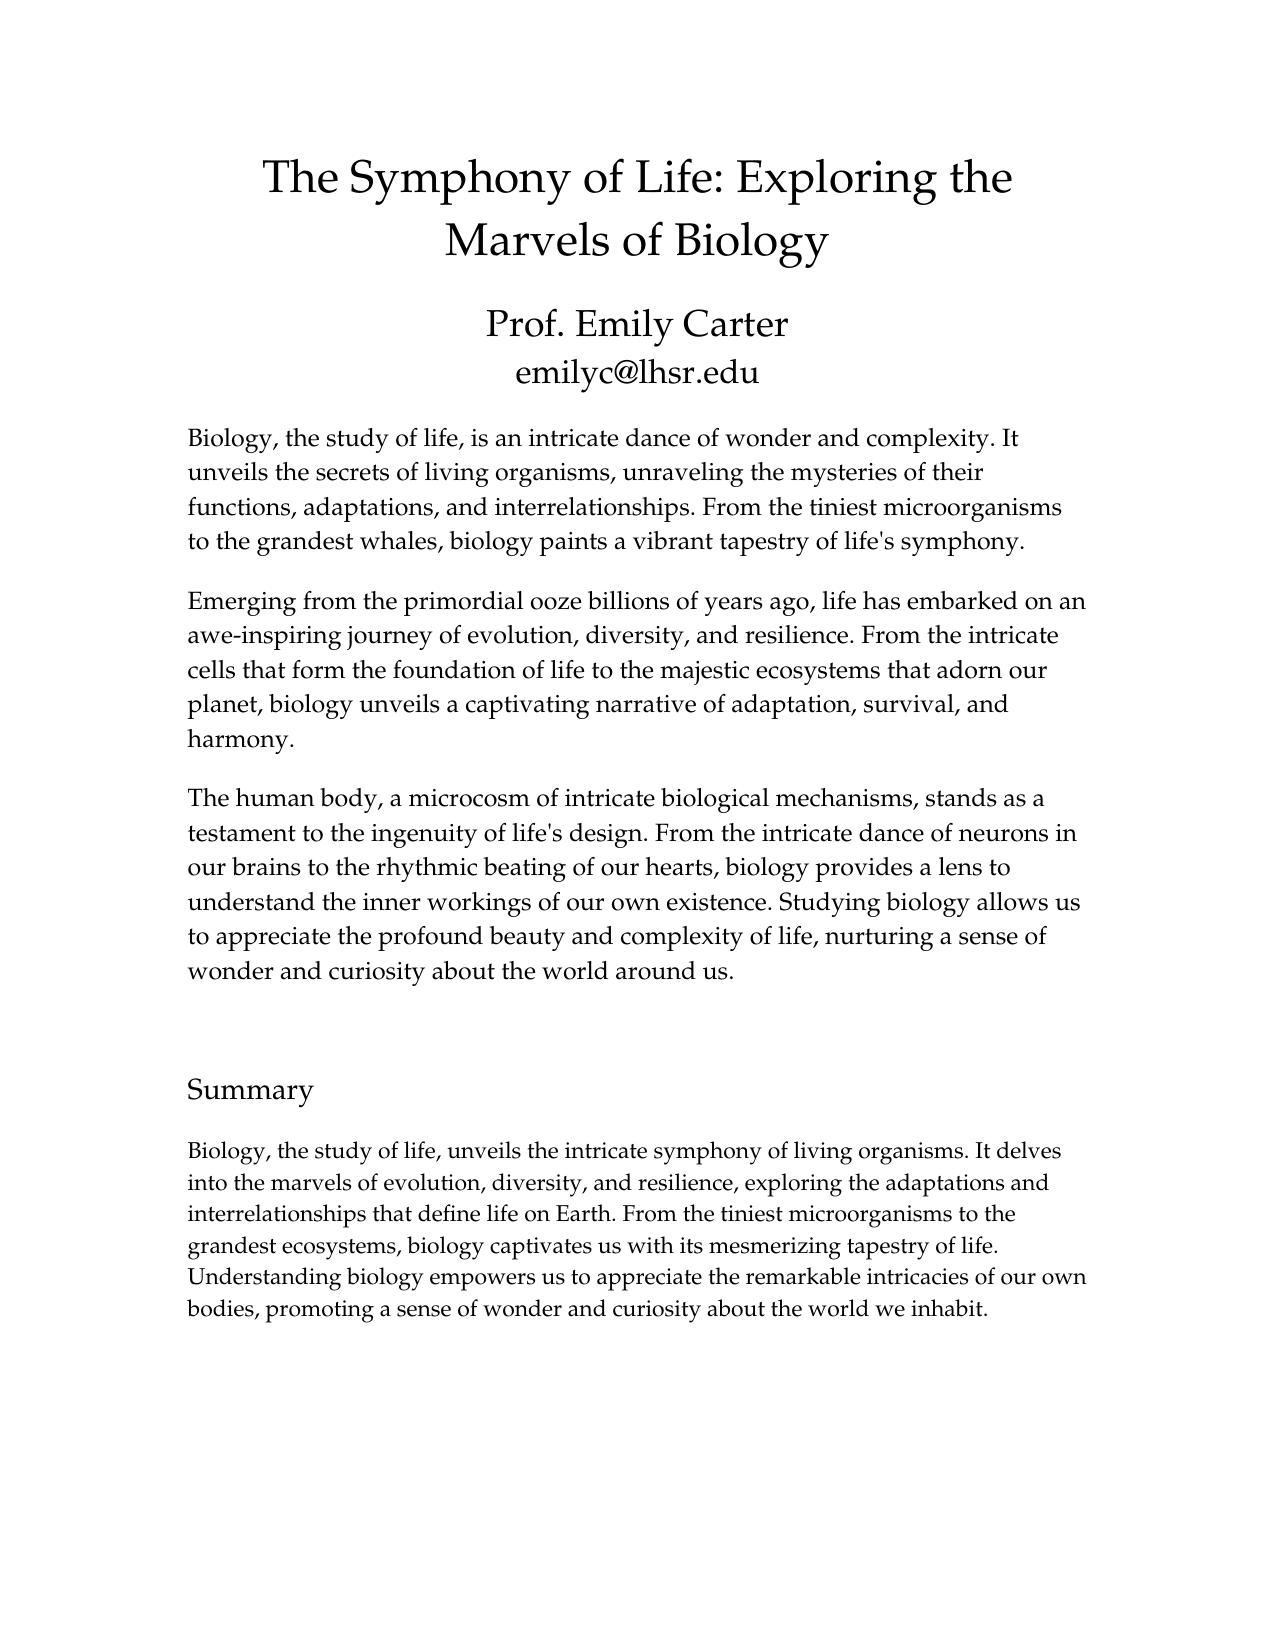 The Symphony of Life: Exploring the
Marvels of Biology
Prof. Emily Carter
emilyc@lhsr.edu
Biology, the study of life, is an intricate dance of wonder and complexity. It
unveils the secrets of living organisms, unraveling the mysteries of their
functions, adaptations, and interrelationships. From the tiniest microorganisms
to the grandest whales, biology paints a vibrant tapestry of life's symphony.
Emerging from the primordial ooze billions of years ago, life has embarked on an
awe-inspiring journey of evolution, diversity, and resilience. From the intricate
cells that form the foundation of life to the majestic ecosystems that adorn our
planet, biology unveils a captivating narrative of adaptation, survival, and
harmony.
The human body, a microcosm of intricate biological mechanisms, stands as a
testament to the ingenuity of life's design. From the intricate dance of neurons in
our brains to the rhythmic beating of our hearts, biology provides a lens to
understand the inner workings of our own existence. Studying biology allows us
to appreciate the profound beauty and complexity of life, nurturing a sense of
wonder and curiosity about the world around us.
Summary
Biology, the study of life, unveils the intricate symphony of living organisms. It delves
into the marvels of evolution, diversity, and resilience, exploring the adaptations and
interrelationships that define life on Earth. From the tiniest microorganisms to the
grandest ecosystems, biology captivates us with its mesmerizing tapestry of life.
Understanding biology empowers us to appreciate the remarkable intricacies of our own
bodies, promoting a sense of wonder and curiosity about the world we inhabit.